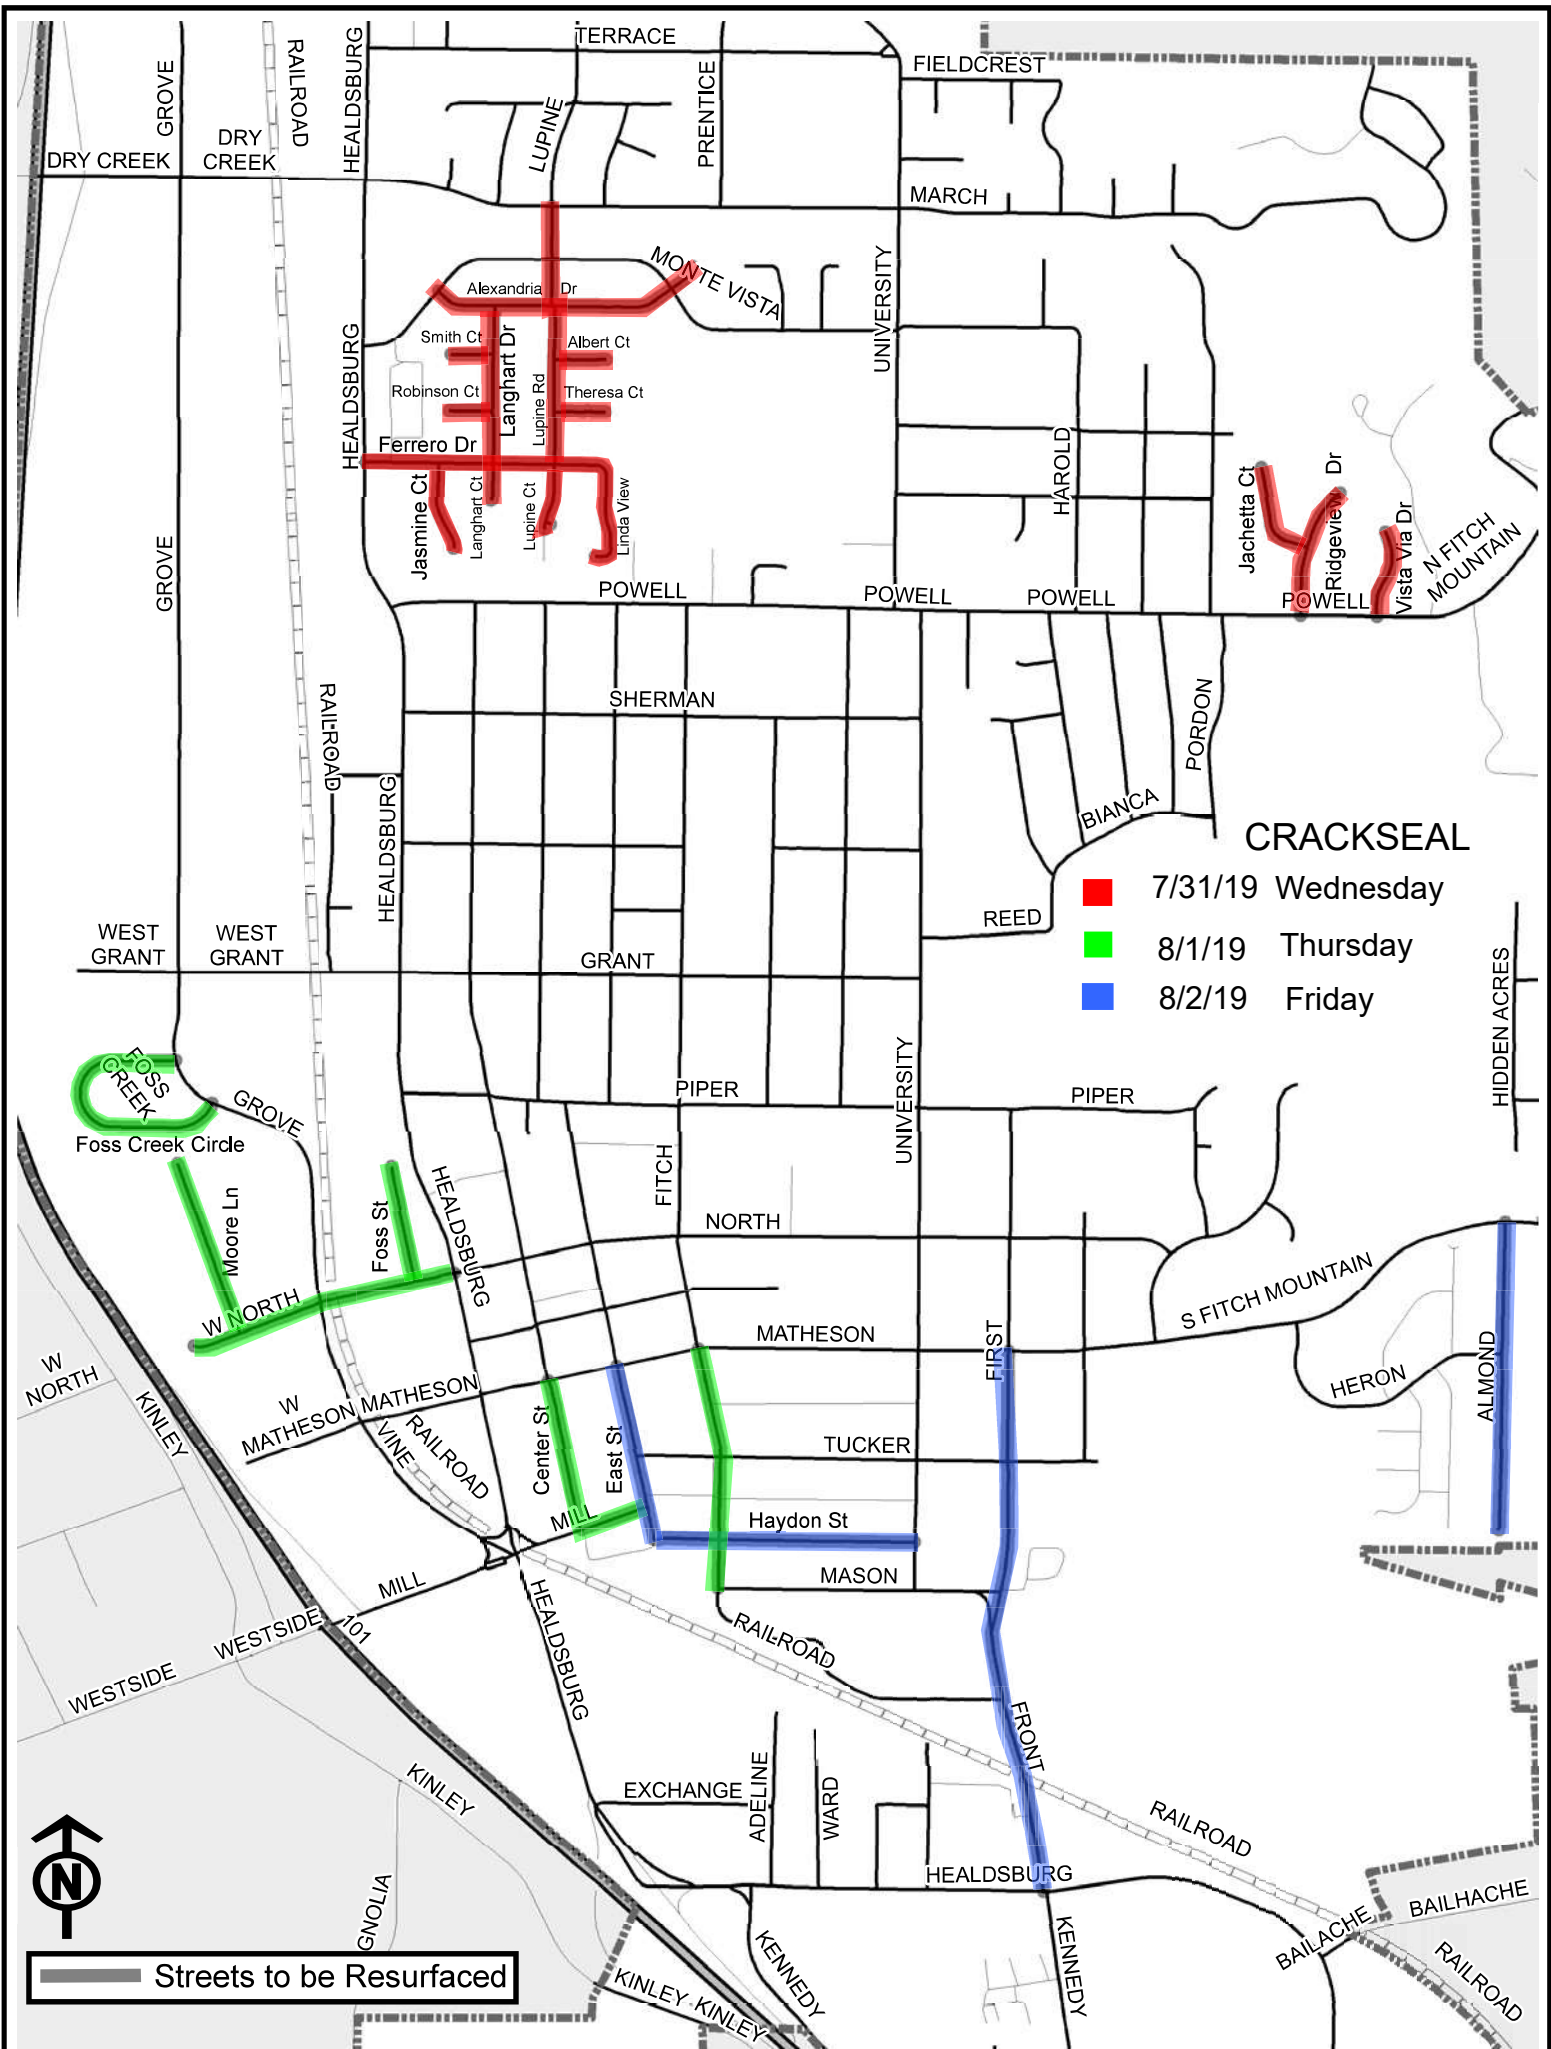 TERRACE
HEALDSBURG
GROVE
RAILROAD
PRENTICE
LUPINE
FIELDCREST
DRY CREEK
DRY
CREEK
MARCH
UNIVERSITY
MONTE VISTA
Alexandria Dr
Smith Ct
Langhart Dr
Albert Ct
Robinson Ct
Lupine Rd
Theresa Ct
HEALDSBURG
Ferrero Dr
Jasmine Ct
Langhart Ct
Lupine Ct
Linda View
HAROLD
Jachetta Ct
Ridgeview Dr
Vista Via Dr
N FITCH
MOUNTAIN
GROVE
POWELL
POWELL
POWELL
POWELL
SHERMAN
RAILROAD
HEALDSBURG
PORDON
BIANCA
CRACKSEAL
7/31/19 Wednesday
8/1/19 Thursday
8/2/19 Friday
REED
WEST
GRANT
WEST
GRANT
GRANT
HIDDEN ACRES
UNIVERSITY
FOSS
CREEK
GROVE
PIPER
PIPER
Foss Creek Circle
Moore Ln
Foss St
HEALDSBURG
FITCH
NORTH
W NORTH
S FITCH MOUNTAIN
MATHESON
FIRST
HERON
ALMOND
W
NORTH
KINLEY
W
MATHESON
MATHESON
VINE
RAILROAD
Center St
East St
TUCKER
MILL
Haydon St
MASON
MILL
101
WESTSIDE
WESTSIDE
HEALDSBURG
RAILROAD
FRONT
KINLEY
EXCHANGE
ADELINE
WARD
RAILROAD
HEALDSBURG
N
GNOLIA
KENNEDY
KENNEDY
BAILACHE
BAILHACHE
RAILROAD
Streets to be Resurfaced
KINLEY
KINLEY